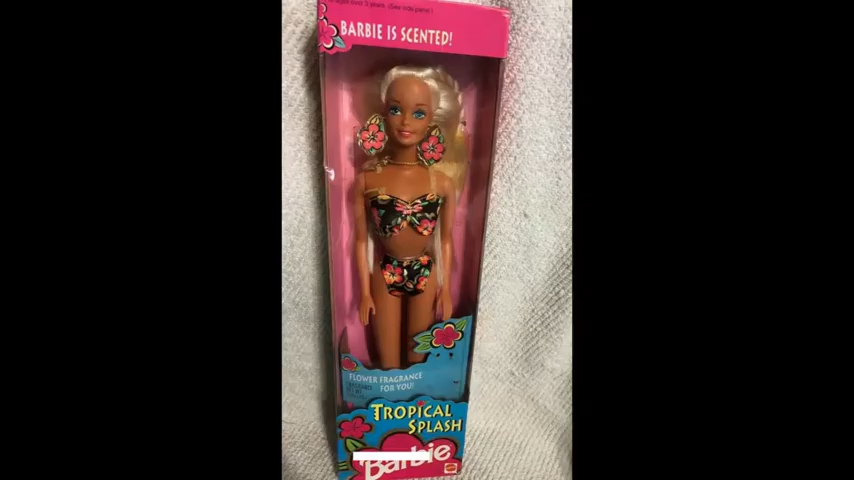 BARBIE IS SCENTED!
FLOWER FRAGRANCE
FOR YOU!
TROPICAL
SPLASH
Barbie